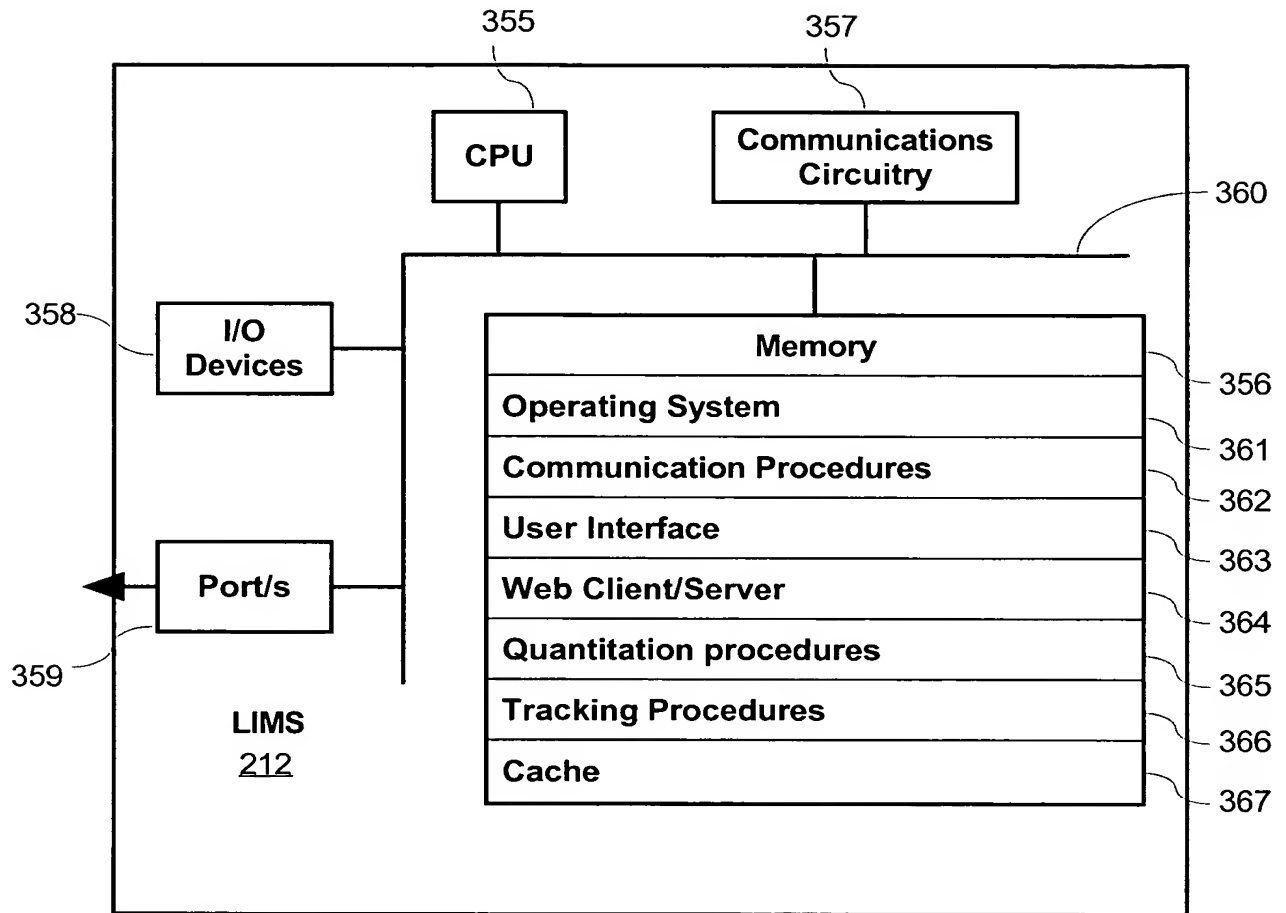 355
357
CPU
Communications
Circuitry
360
358
I/O
Devices
Memory
356
Operating System
361
Communication Procedures
362
User Interface
363
Port/s
Web Client/Server
364
359
Quantitation procedures
365
LIMS
212
Tracking Procedures
366
Cache
367